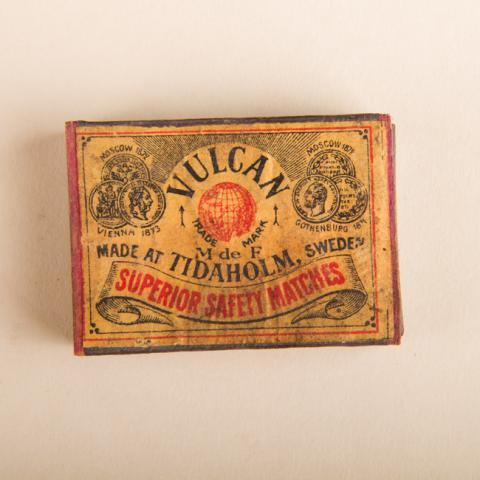 VULCAN
MOSCOW 1872
MOSCOW 1872
VIENNA 1873
GOTHENBURG 1871
TRADE MARK
M de F
MADE AT TIDAHOLM, SWEDEN
SUPERIOR SAFETY MATCHES